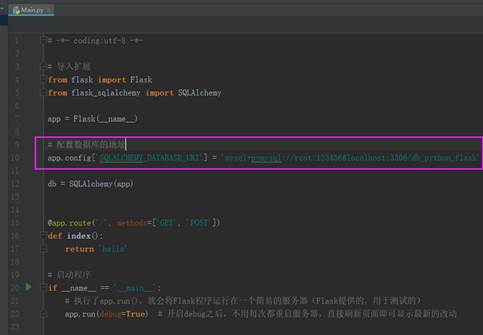 Main.py
1 # -*- coding:utf-8 -*-
2
3 # 导入扩展
4 from flask import Flask
5 from flask_sqlalchemy import SQLAlchemy
6
7 app = Flask(__name__)
8
9 # 配置数据库的地址
10 app.config['SQLALCHEMY_DATABASE_URI'] = 'mysql+pymysql://root:123456@localhost:3306/db_python_flask'
11
12 db = SQLAlchemy(app)
13
14
15 @app.route('/', methods=['GET', 'POST'])
16 def index():
17 return 'hello'
18
19 # 启动程序
20 if __name__ == '__main__':
21 # 执行了app.run(), 就会将Flask程序运行在一个简易的服务器（Flask提供的，用于测试的）
22 app.run(debug=True) # 开启debug之后，不用每次都重启服务器，直接刷新页面即可显示最新的改动
23